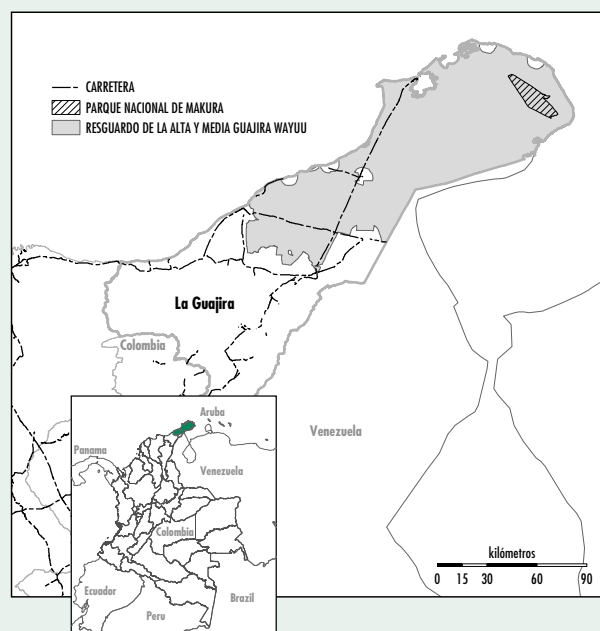 CARRETERA
PARQUE NACIONAL DE MAKURA
RESGUARDO DE LA ALTA Y MEDIA GUAJIRA WAYUU
La Guajira
Colombia
Venezuela
Aruba
Panama
Venezuela
Colombia
Ecuador
Peru
Brazil
kilómetros
0 15 30 60 90